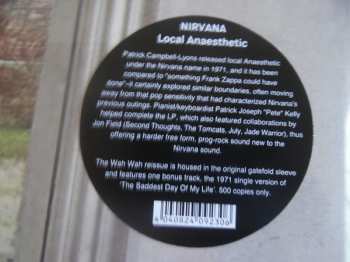 NIRVANA
Local Anaesthetic
Patrick Campbell-Lyons released local Anaesthetic
under the Nirvana name in 1971, and it has been
compared to "something Frank Zappa could have
done"–it certainly explored similar boundaries, often moving
away from that pop sensitivity that had characterized Nirvana's
previous outings. Pianist/keyboardist Patrick Joseph "Pete" Kelly
helped complete the LP, which also featured collaborations by
Jon Field (Second Thoughts, The Tomcats, July, Jade Warrior), thus
offering a harder free form, prog-rock sound new to the
Nirvana sound.
The Wah Wah reissue is housed in the original gatefold sleeve
and features one bonus track, the 1971 single version of
'The Saddest Day Of My Life'. 500 copies only.
4 040824 092306